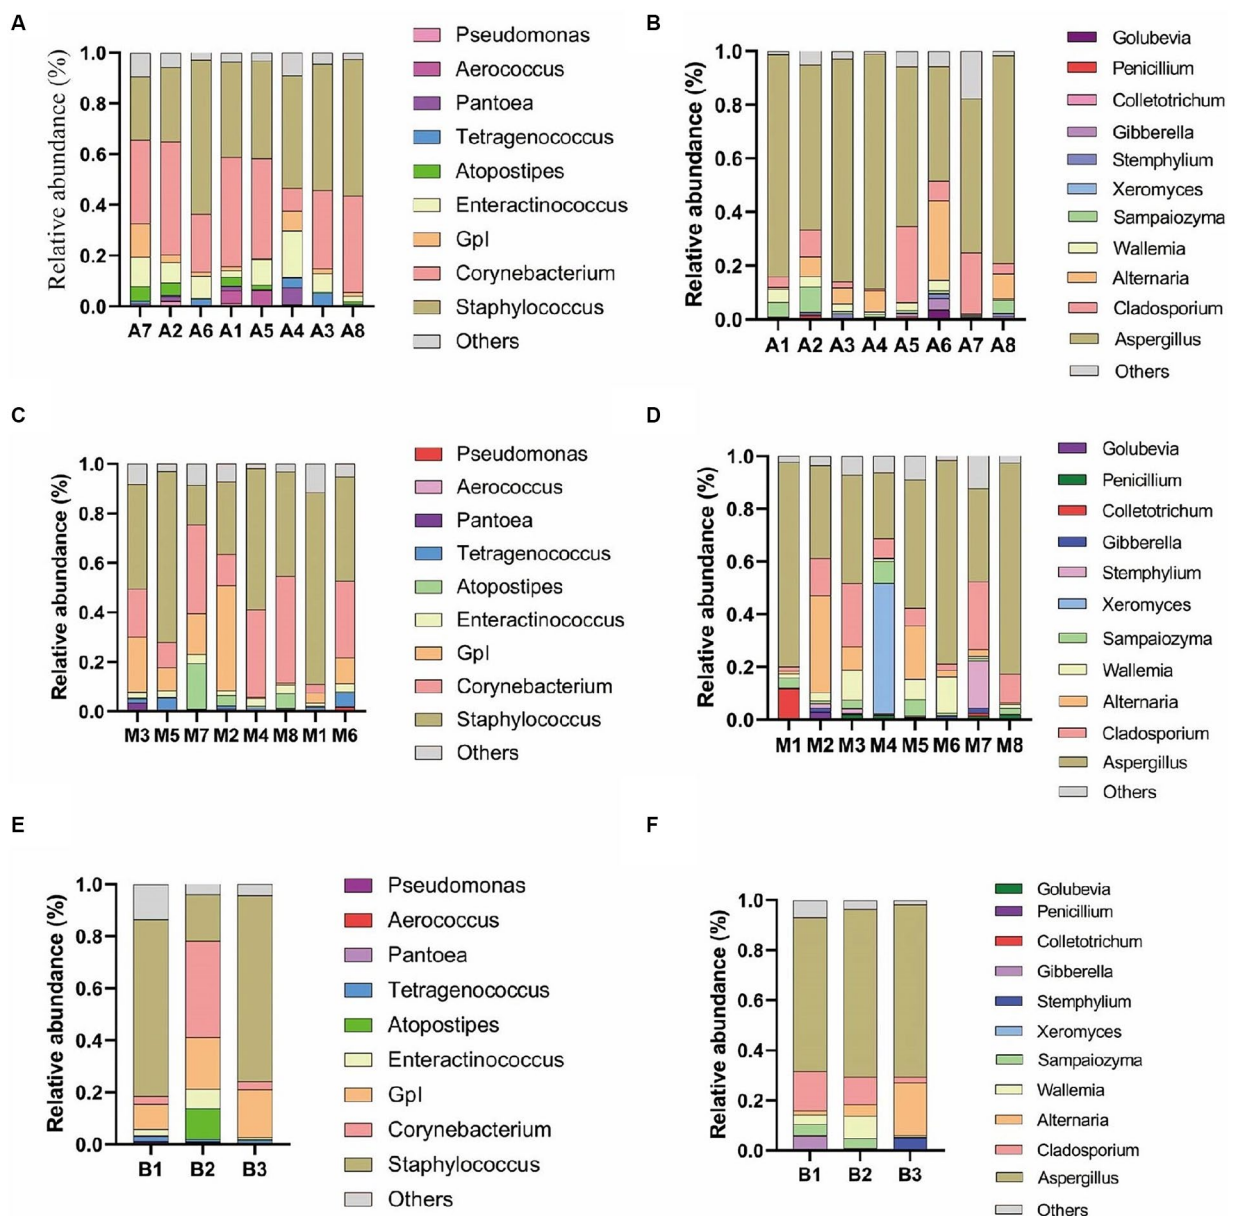 A
Relative abundance (%)
1.0
0.8
0.6
0.4
0.2
0.0
A7 A2 A6 A1 A5 A4 A3 A8
Pseudomonas
Aerococcus
Pantoea
Tetragenococcus
Atopostipes
Enteractinococcus
Gpl
Corynebacterium
Staphylococcus
Others
B
Relative abundance (%)
1.0
0.8
0.6
0.4
0.2
0.0
A1 A2 A3 A4 A5 A6 A7 A8
Golubevia
Penicillium
Colletotrichum
Gibberella
Stemphylium
Xeromyces
Sampaiozyma
Wallemia
Alternaria
Cladosporium
Aspergillus
Others
C
Relative abundance (%)
1.0
0.8
0.6
0.4
0.2
0.0
M3 M5 M7 M2 M4 M8 M1 M6
Pseudomonas
Aerococcus
Pantoea
Tetragenococcus
Atopostipes
Enteractinococcus
Gpl
Corynebacterium
Staphylococcus
Others
D
Relative abundance (%)
1.0
0.8
0.6
0.4
0.2
0.0
M1 M2 M3 M4 M5 M6 M7 M8
Golubevia
Penicillium
Colletotrichum
Gibberella
Stemphylium
Xeromyces
Sampaiozyma
Wallemia
Alternaria
Cladosporium
Aspergillus
Others
E
Relative abundance (%)
1.0
0.8
0.6
0.4
0.2
0.0
B1 B2 B3
Pseudomonas
Aerococcus
Pantoea
Tetragenococcus
Atopostipes
Enteractinococcus
Gpl
Corynebacterium
Staphylococcus
Others
F
Relative abundance (%)
1.0
0.8
0.6
0.4
0.2
0.0
B1 B2 B3
Golubevia
Penicillium
Colletotrichum
Gibberella
Stemphylium
Xeromyces
Sampaiozyma
Wallemia
Alternaria
Cladosporium
Aspergillus
Others